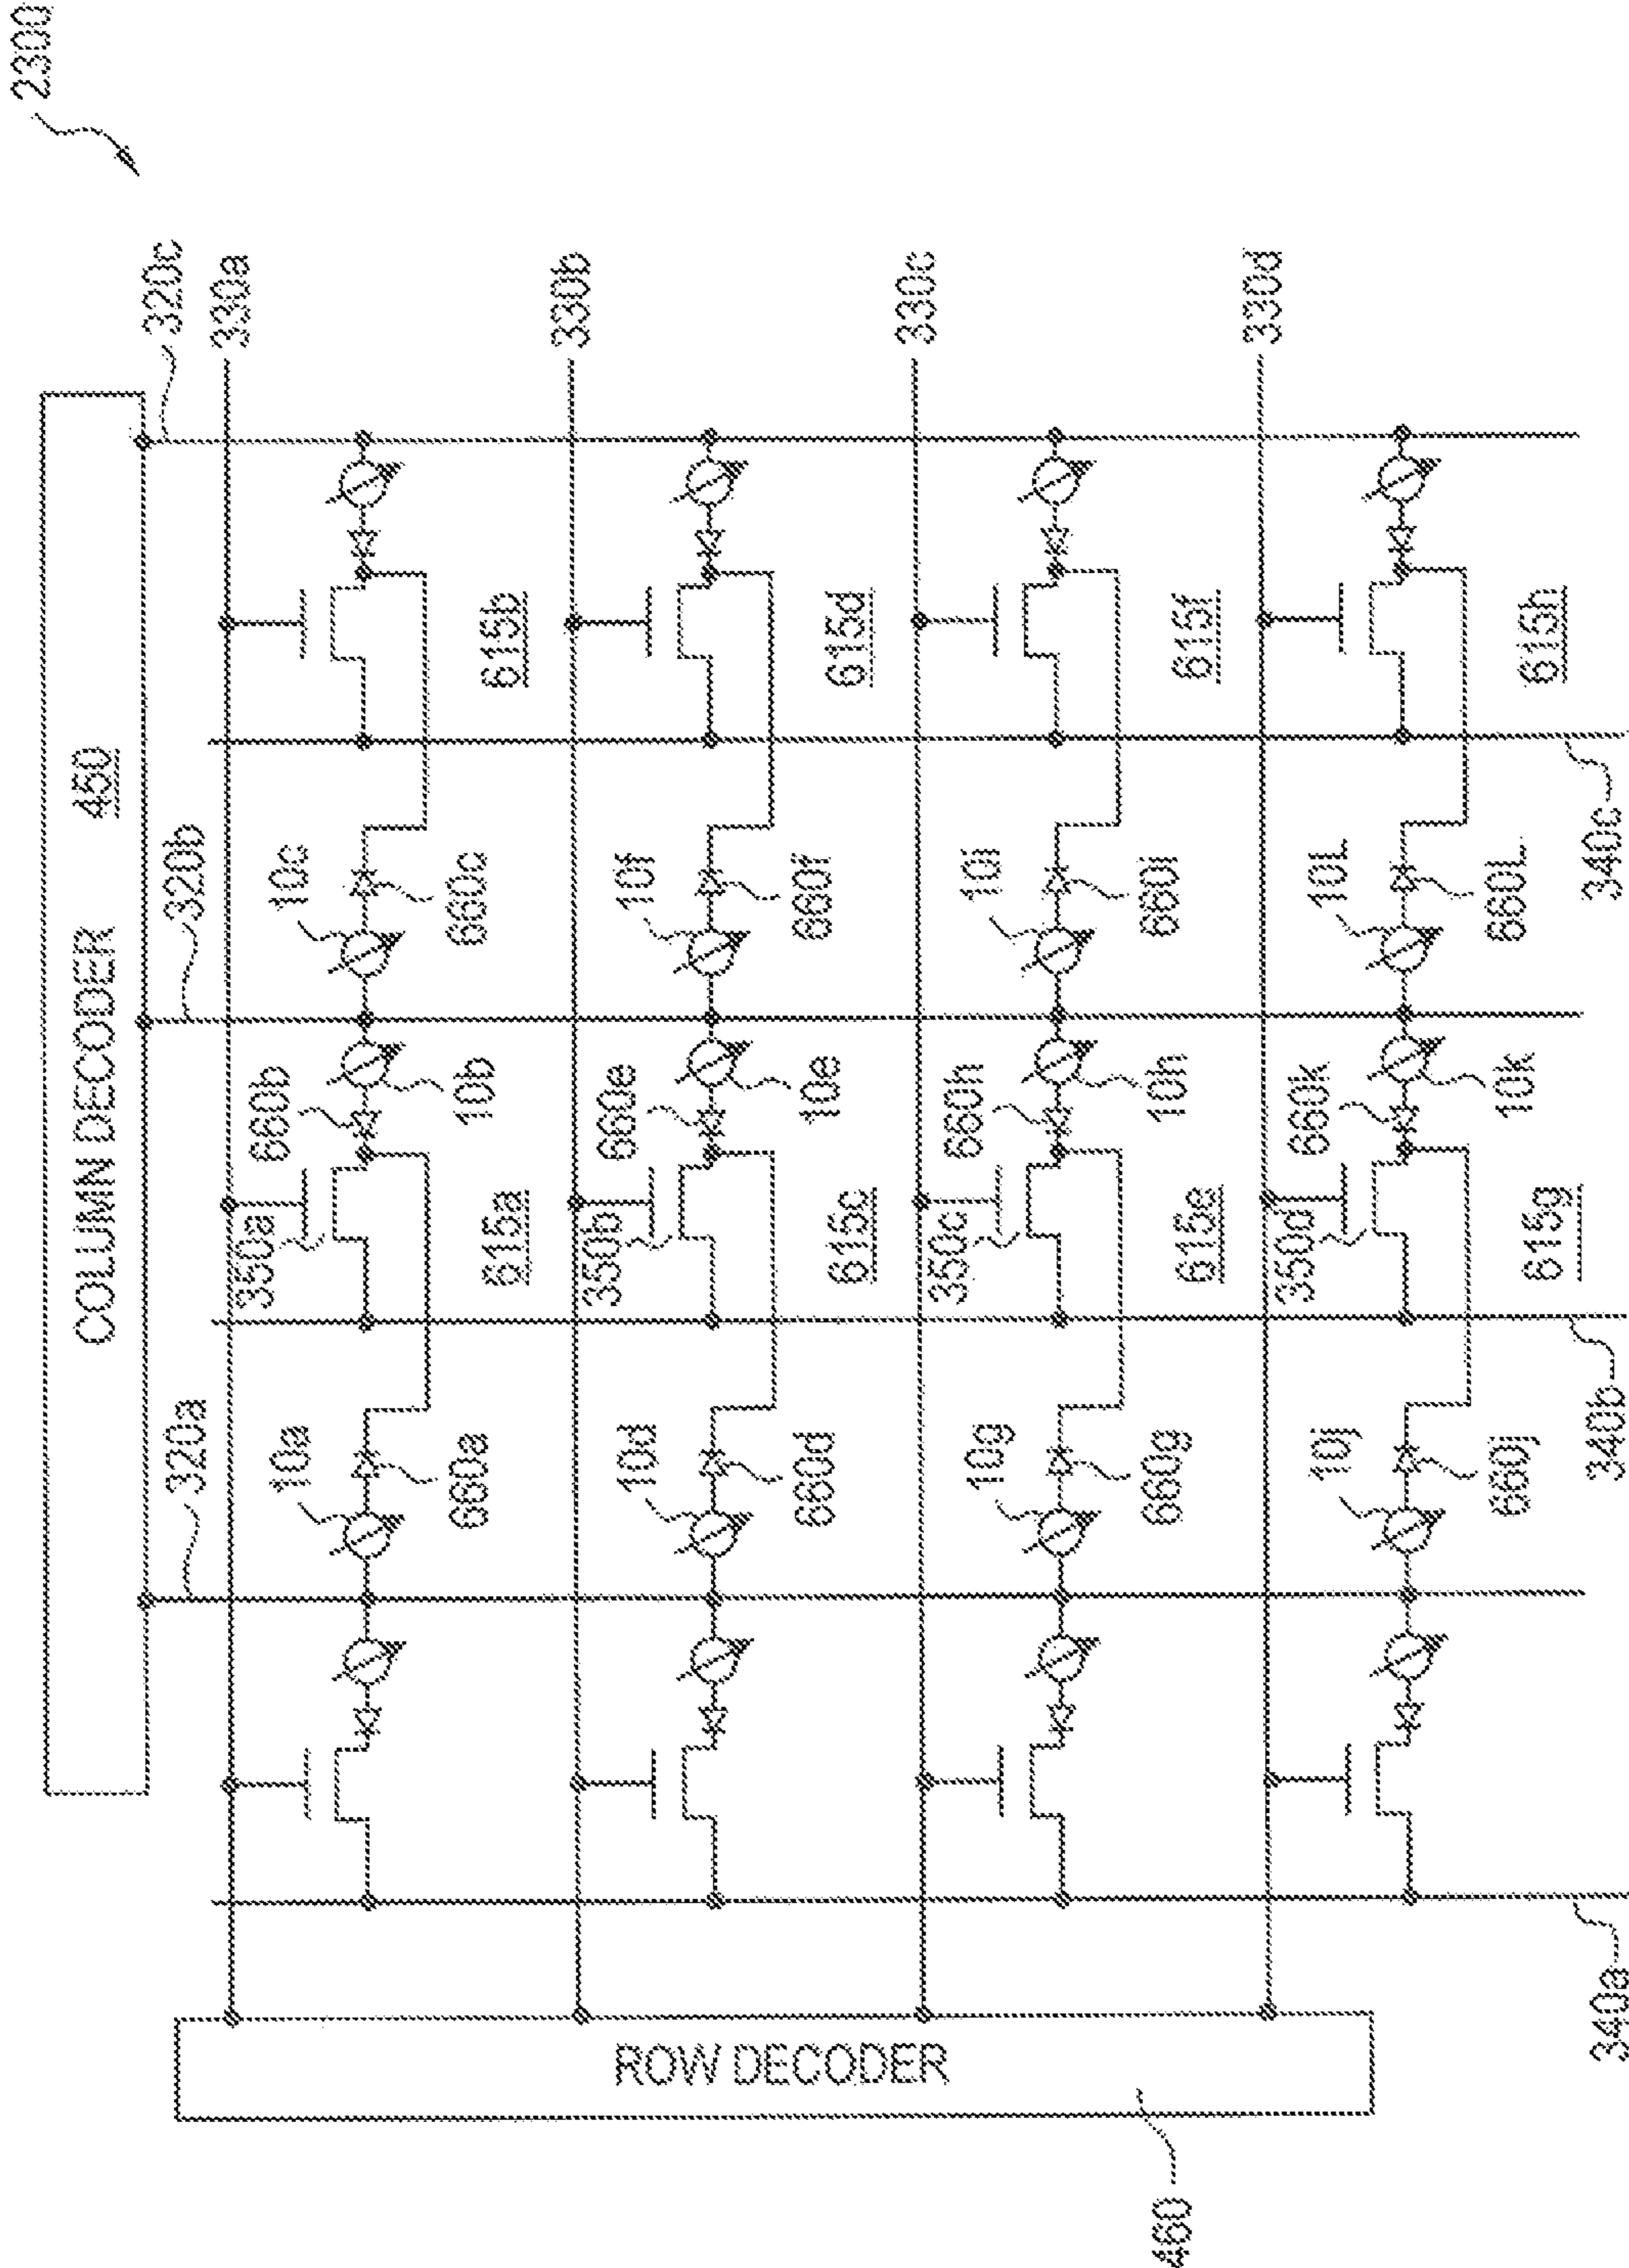 2300
COLUMN DECODER 450
320a
320b
320c
330a
350a
660b
10a
10c
660a
10b
660c
615a
615b
330b
350b
660e
10d
10f
660d
10e
660f
615c
615d
330c
350c
660h
10g
10i
660g
10h
660i
615e
615f
330d
350d
660k
10j
10L
660j
10k
660L
615g
615h
340a
340b
340c
ROW DECODER
460